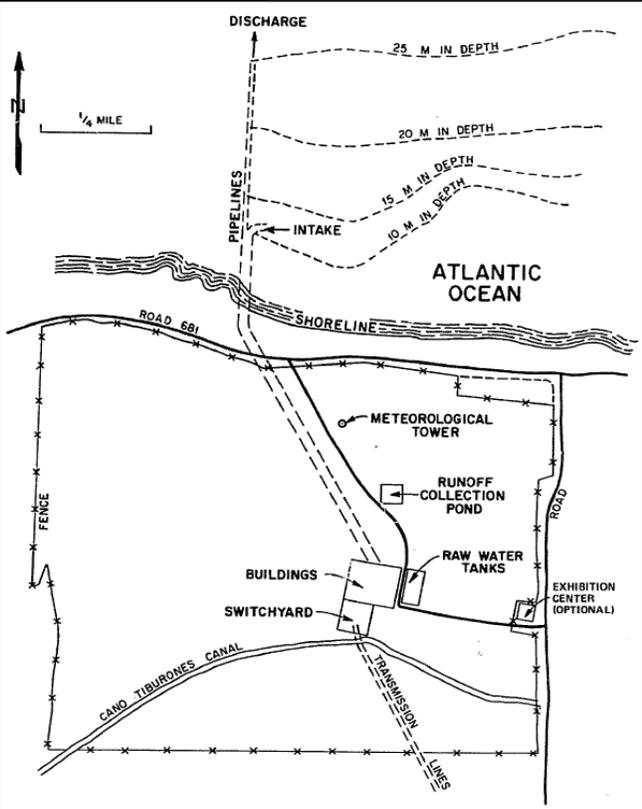 DISCHARGE
25 M IN DEPTH
N
1/4 MILE
20 M IN DEPTH
15 M IN DEPTH
10 M IN DEPTH
PIPELINES
INTAKE
ATLANTIC
OCEAN
SHORELINE
ROAD 681
METEOROLOGICAL
TOWER
RUNOFF
COLLECTION
POND
FENCE
ROAD
RAW WATER
TANKS
BUILDINGS
EXHIBITION
CENTER
(OPTIONAL)
SWITCHYARD
CANO TIBURONES CANAL
TRANSMISSION
LINES